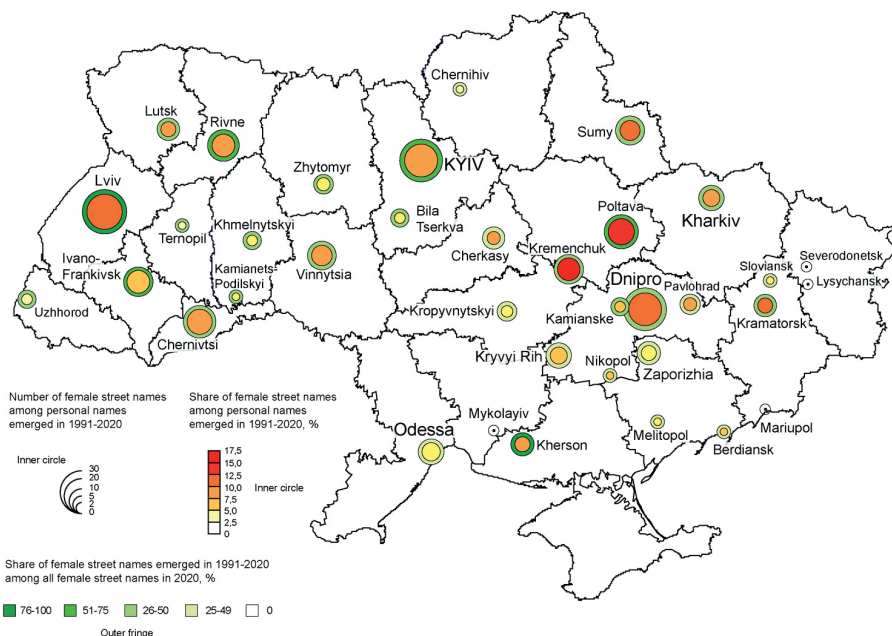 Chernihiv
Lutsk
Rivne
Sumy
Zhytomyr
KYIV
Lviv
Poltava
Kharkiv
Ternopil
Khmelnytskyi
Bila
Tserkva
Cherkasy
Kremenchuk
Severodonetsk
Ivano-
Frankivsk
Kamianets-
Podilskyi
Vinnytsia
Dnipro
Sloviansk
Pavlohrad
Lysychansk
Uzhhorod
Kropyvnytskyi
Kamianske
Kramatorsk
Chernivtsi
Kryvyi Rih
Nikopol
Zaporizhia
Mykolayiv
Odessa
Melitopol
Mariupol
Kherson
Berdiansk
Number of female street names
among personal names
emerged in 1991-2020
Inner circle
30
20
10
5
2
0
Share of female street names
among personal names
emerged in 1991-2020, %
17,5
15,0
12,5
10,0
7,5
5,0
2,5
0
Inner circle
Share of female street names emerged in 1991-2020
among all female street names in 2020, %
76-100 51-75 26-50 25-49 0
Outer fringe